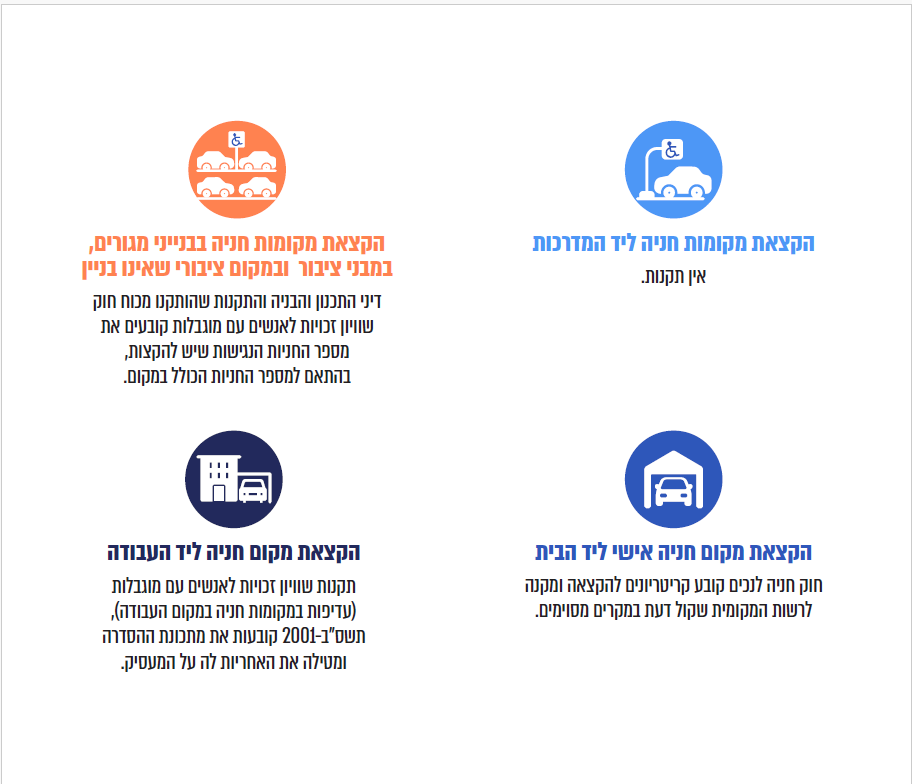 הקצאת מקומות חניה ליד המדרכות
אין תקנות.
הקצאת מקומות חניה בבנייני מגורים,
במבני ציבור ובמקום ציבורי שאינו בניין
דיני התכנון והבניה והתקנות שהותקנו מכוח חוק
שוויון זכויות לאנשים עם מוגבלות קובעים את
מספר החניות הנגישות שיש להקצות,
בהתאם למספר החניות הכולל במקום.
הקצאת מקום חניה אישי ליד הבית
חוק חניה לנכים קובע קריטריונים להקצאה ומקנה
לרשות המקומית שקול דעת במקרים מסוימים.
הקצאת מקום חניה ליד העבודה
תקנות שוויון זכויות לאנשים עם מוגבלות
(עדיפות במקומות חניה במקום העבודה),
תשס"ב-2001 קובעות את מתכונת ההסדרה
ומטילה את האחריות לה על המעסיק.